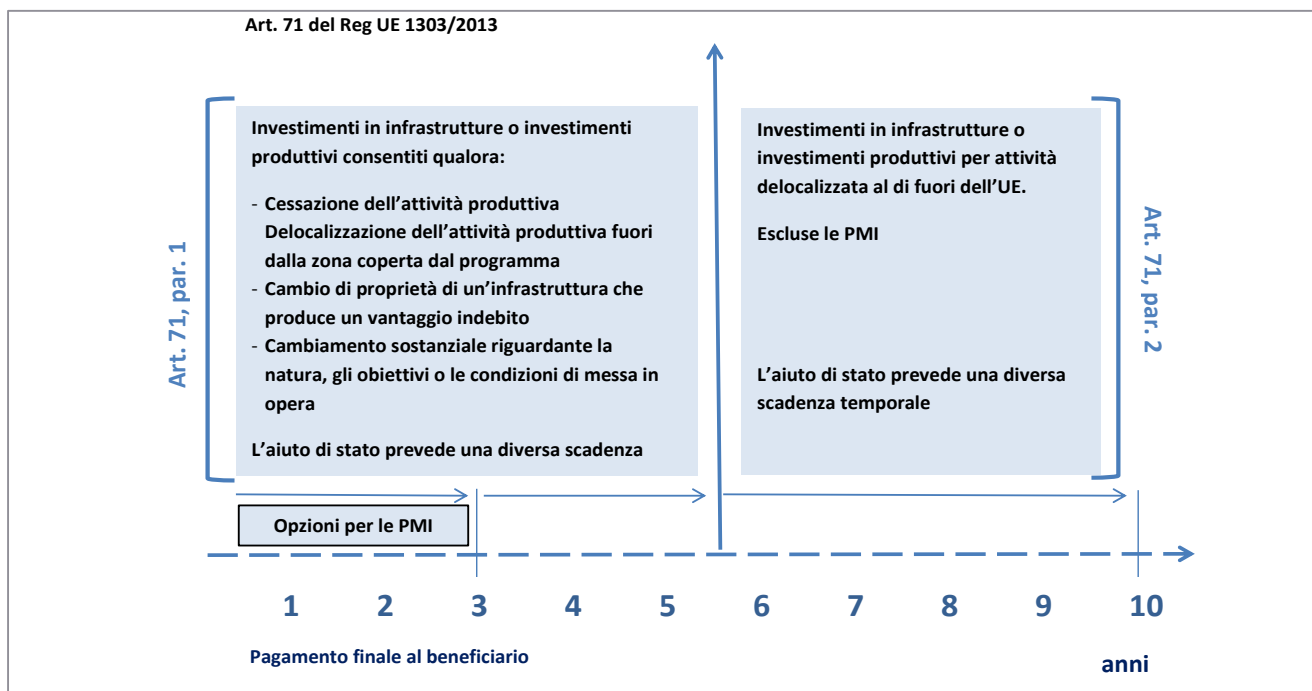 Art. 71 del Reg UE 1303/2013
Art. 71, par. 1
Investimenti in infrastrutture o investimenti
produttivi consentiti qualora:
- Cessazione dell'attività produttiva
Delocalizzazione dell'attività produttiva fuori
dalla zona coperta dal programma
- Cambio di proprietà di un'infrastruttura che
produce un vantaggio indebito
- Cambiamento sostanziale riguardante la
natura, gli obiettivi o le condizioni di messa in
opera
L'aiuto di stato prevede una diversa scadenza
Investimenti in infrastrutture o
investimenti produttivi per attività
delocalizzata al di fuori dell'UE.
Escluse le PMI
L'aiuto di stato prevede una diversa
scadenza temporale
Art. 71, par. 2
Opzioni per le PMI
1 2 3 4 5 6 7 8 9 10
Pagamento finale al beneficiario
anni